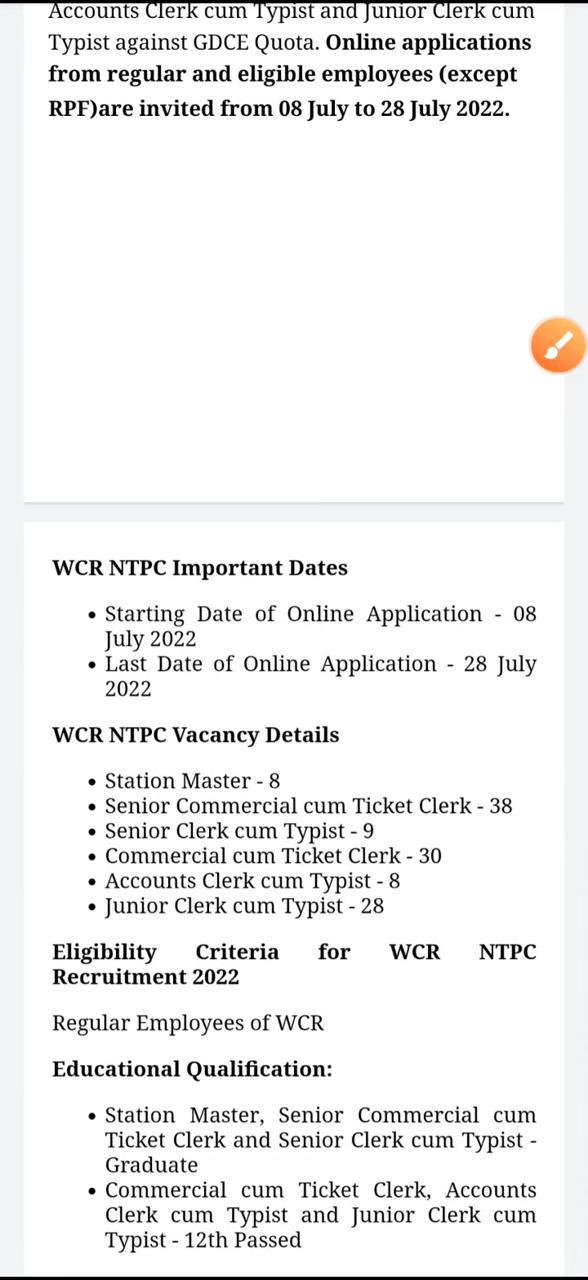 Accounts Clerk cum Typist and Junior Clerk cum
Typist against GDCE Quota. Online applications
from regular and eligible employees (except
RPF)are invited from 08 July to 28 July 2022.
WCR NTPC Important Dates
• Starting Date of Online Application - 08
July 2022
• Last Date of Online Application - 28 July
2022
WCR NTPC Vacancy Details
• Station Master - 8
• Senior Commercial cum Ticket Clerk - 38
• Senior Clerk cum Typist - 9
• Commercial cum Ticket Clerk - 30
• Accounts Clerk cum Typist - 8
• Junior Clerk cum Typist - 28
Eligibility Criteria for WCR NTPC
Recruitment 2022
Regular Employees of WCR
Educational Qualification:
• Station Master, Senior Commercial cum
Ticket Clerk and Senior Clerk cum Typist -
Graduate
• Commercial cum Ticket Clerk, Accounts
Clerk cum Typist and Junior Clerk cum
Typist - 12th Passed